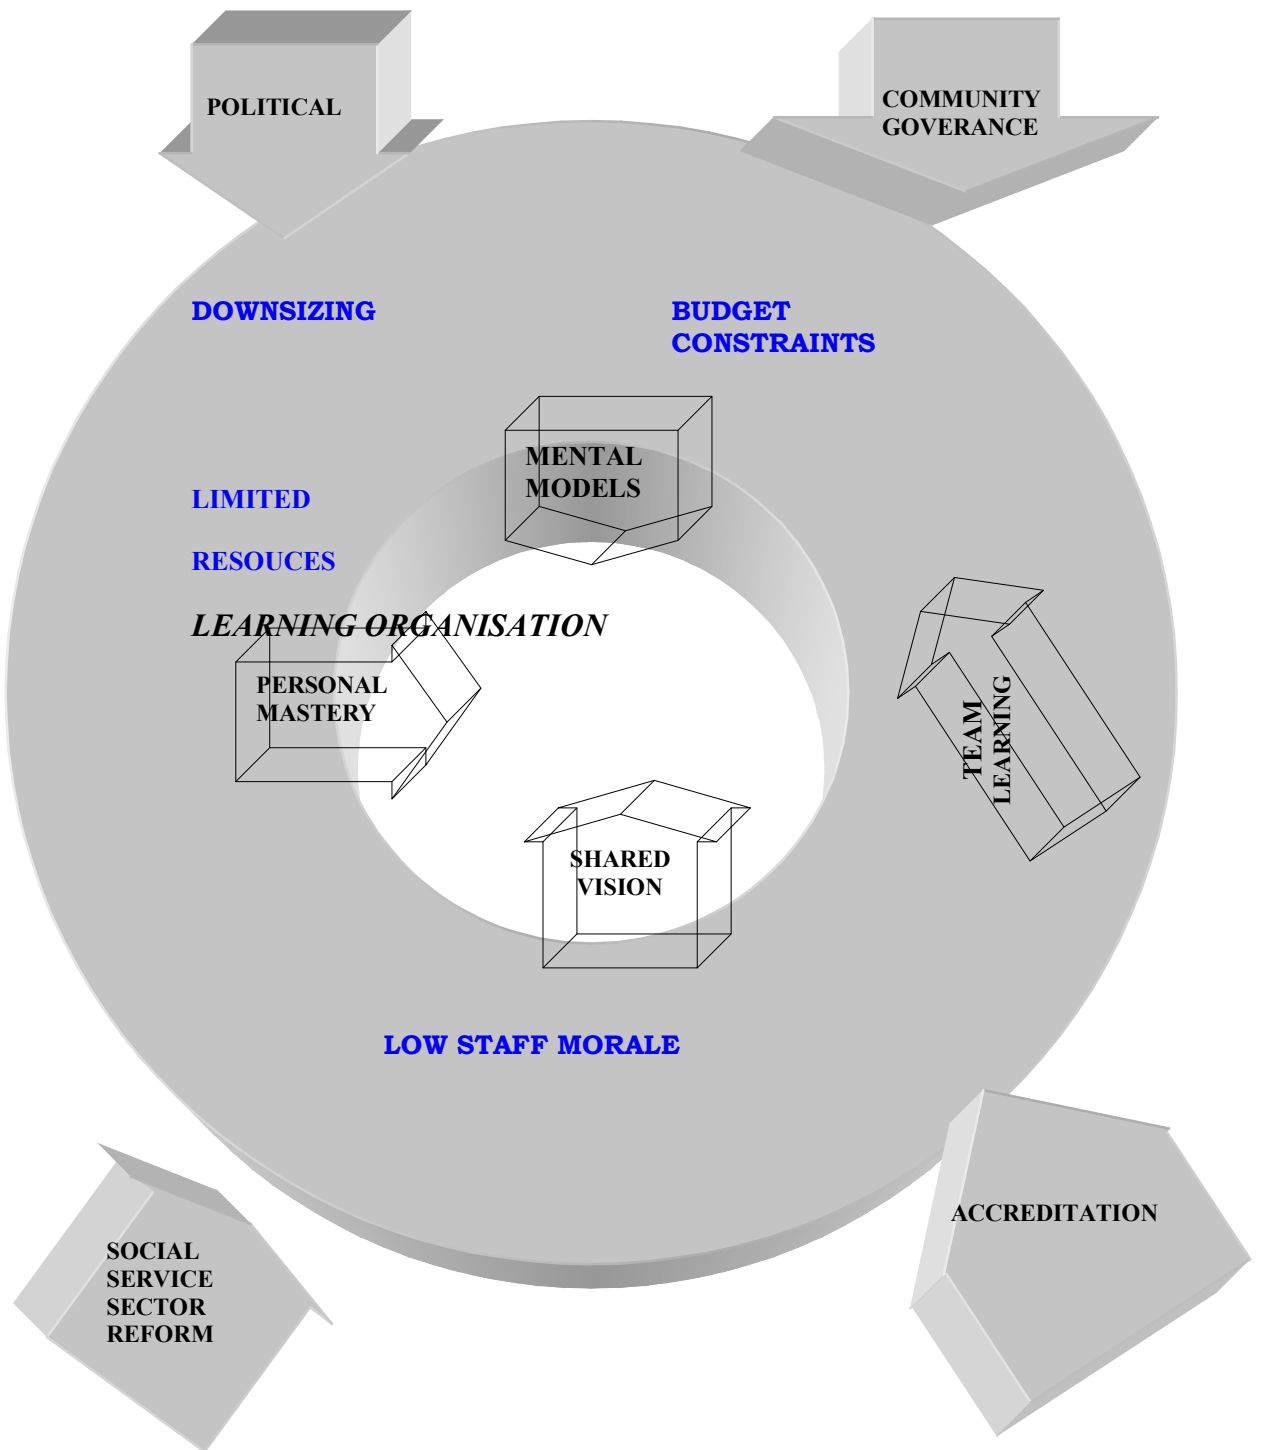 POLITICAL
COMMUNITY
GOVERANCE
DOWNSIZING
BUDGET
CONSTRAINTS
MENTAL
MODELS
LIMITED
RESOUCES
LEARNING ORGANISATION
PERSONAL
MASTERY
TEAM
LEARNING
SHARED
VISION
LOW STAFF MORALE
ACCREDITATION
SOCIAL
SERVICE
SECTOR
REFORM